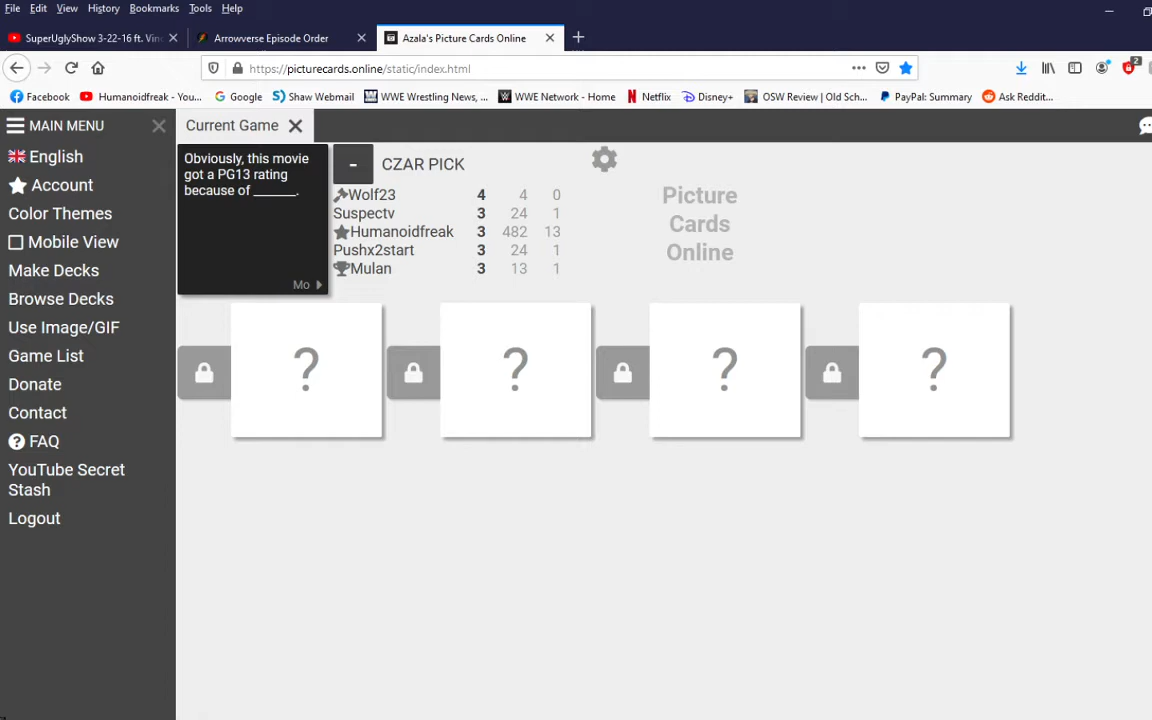 File Edit View History Bookmarks Tools Help
SuperUglyShow 3-22-16 ft. Vin
Arrowverse Episode Order
Azala's Picture Cards Online
https://picturecards.online/static/index.html
2
Facebook
Humanoidfreak - You...
Google
Shaw Webmail
WWE Wrestling News, ...
WWE Network - Home
Netflix
Disney+
OSW Review | Old Sch...
PayPal: Summary
Ask Reddit...
MAIN MENU
Current Game
English
Account
Color Themes
Mobile View
Make Decks
Browse Decks
Use Image/GIF
Game List
Donate
Contact
FAQ
YouTube Secret
Stash
Logout
Obviously, this movie
got a PG13 rating
because of ______.
Mo
- CZAR PICK
Wolf23 4 4 0
Suspectv 3 24 1
Humanoidfreak 3 482 13
Pushx2start 3 24 1
Mulan 3 13 1
Picture
Cards
Online
? ? ? ?